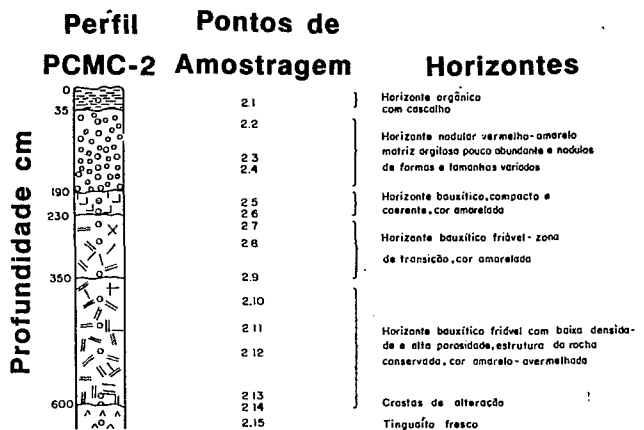 Perfil
PCMC-2
Pontos de
Amostragem
Horizontes
Profundidade cm
0
35
190
230
350
600
2.1
2.2
2.3
2.4
2.5
2.6
2.7
2.8
2.9
2.10
2.11
2.12
2.13
2.14
2.15
Horizonte orgânico
com cascalho
Horizonte nodular vermelho-amarelo
matriz argilosa pouco abundante e nodulos
de formas e tamanhos variados
Horizonte bauxítico, compacto e
coerente, cor amarelada
Horizonte bauxítico friável - zona
de transição, cor amarelada
Horizonte bauxítico friável com baixa densida-
de e alta porosidade, estrutura da rocha
conservada, cor amarelo-avermelhada
Crostas de alteração
Tinguaíto fresco